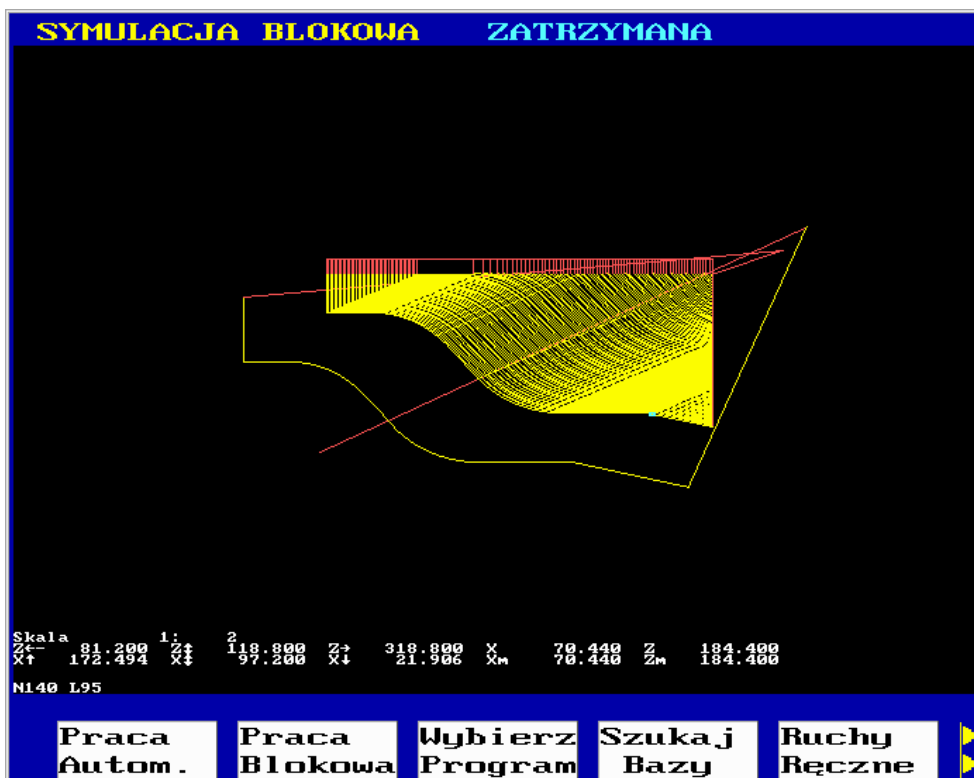 SYMULACJA BLOKOWA ZATRZYMANA
Skala 1: 2
Z← 81.200 Z↕ 118.800 Z→ 318.800 X 70.440 Z 184.400
X↑ 172.494 X↕ 97.200 X↓ 21.906 Xm 70.440 Zm 184.400
N140 L95
Praca Praca Wybierz Szukaj Ruchy
Autom. Blokowa Program Bazy Ręczne